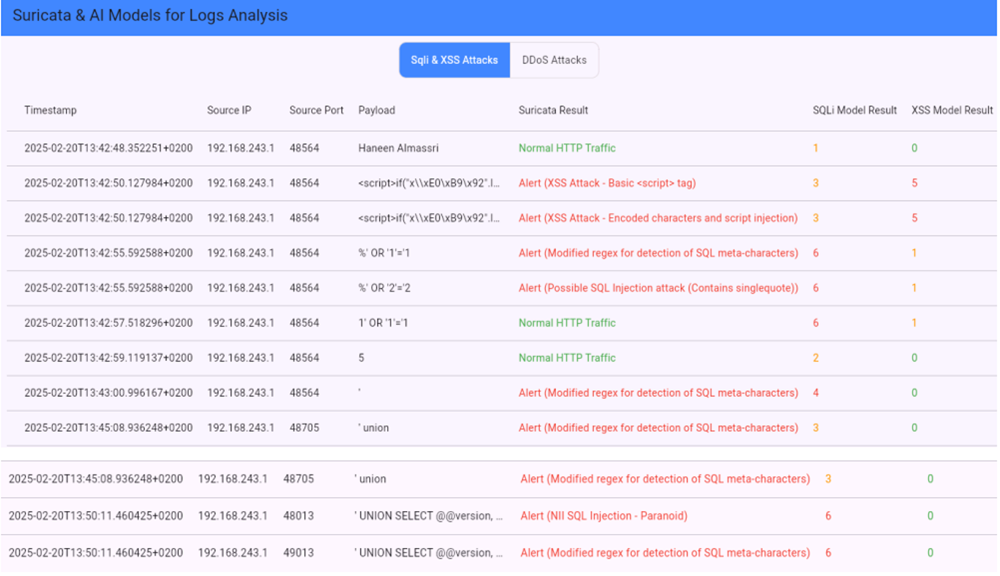 Suricata & AI Models for Logs Analysis
Sqli & XSS Attacks DDoS Attacks
Timestamp Source IP Source Port Payload Suricata Result SQLi Model Result XSS Model Result
2025-02-20T13:42:48.352251+0200 192.168.243.1 48564 Haneen Almassri Normal HTTP Traffic 1 0
2025-02-20T13:42:50.127984+0200 192.168.243.1 48564 <script>if("x\\xE0\xB9\x92".l... Alert (XSS Attack - Basic <script> tag) 3 5
2025-02-20T13:42:50.127984+0200 192.168.243.1 48564 <script>if("x\\xE0\xB9\x92".l... Alert (XSS Attack - Encoded characters and script injection) 3 5
2025-02-20T13:42:55.592588+0200 192.168.243.1 48564 %' OR '1'='1 Alert (Modified regex for detection of SQL meta-characters) 6 1
2025-02-20T13:42:55.592588+0200 192.168.243.1 48564 %' OR '2'='2 Alert (Possible SQL Injection attack (Contains singlequote)) 6 1
2025-02-20T13:42:57.518296+0200 192.168.243.1 48564 1' OR '1'='1 Normal HTTP Traffic 6 1
2025-02-20T13:42:59.119137+0200 192.168.243.1 48564 5 Normal HTTP Traffic 2 0
2025-02-20T13:43:00.996167+0200 192.168.243.1 48564 ' Alert (Modified regex for detection of SQL meta-characters) 4 0
2025-02-20T13:45:08.936248+0200 192.168.243.1 48705 ' union Alert (Modified regex for detection of SQL meta-characters) 3 0
2025-02-20T13:45:08.936248+0200 192.168.243.1 48705 ' union Alert (Modified regex for detection of SQL meta-characters) 3 0
2025-02-20T13:50:11.460425+0200 192.168.243.1 48013 ' UNION SELECT @@version, ... Alert (NII SQL Injection - Paranoid) 6 0
2025-02-20T13:50:11.460425+0200 192.168.243.1 49013 ' UNION SELECT @@version, ... Alert (Modified regex for detection of SQL meta-characters) 6 0